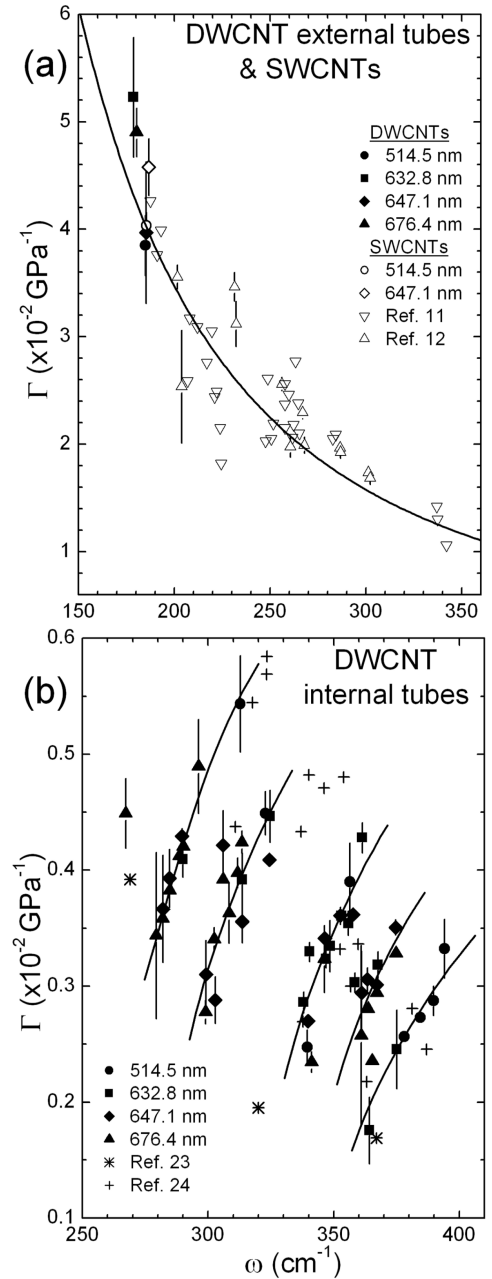 (a)
DWCNT external tubes
& SWCNTs
DWCNTs
514.5 nm
632.8 nm
647.1 nm
676.4 nm
SWCNTs
514.5 nm
647.1 nm
Ref. 11
Ref. 12
Γ (x10⁻² GPa⁻¹)
6
5
4
3
2
1
150 200 250 300 350
(b)
DWCNT
internal tubes
514.5 nm
632.8 nm
647.1 nm
676.4 nm
Ref. 23
Ref. 24
Γ (x10⁻² GPa⁻¹)
0.6
0.5
0.4
0.3
0.2
0.1
250 300 350 400
ω (cm⁻¹)